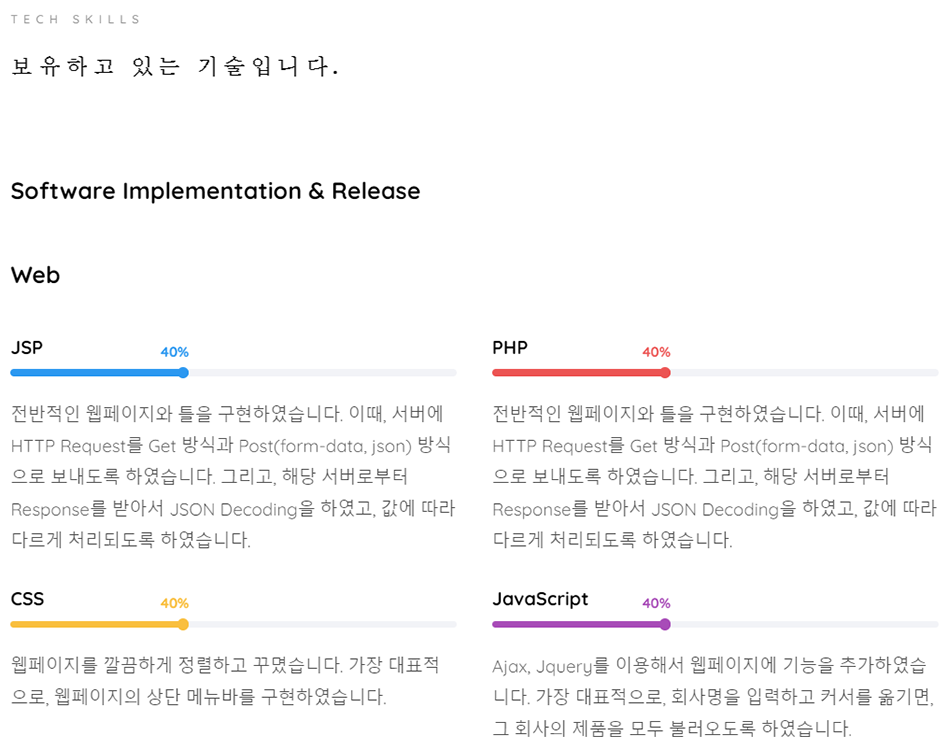 TECH SKILLS
보유하고 있는 기술입니다.
Software Implementation & Release
Web
JSP
40%
전반적인 웹페이지와 틀을 구현하였습니다. 이때, 서버에
HTTP Request를 Get 방식과 Post(form-data, json) 방식
으로 보내도록 하였습니다. 그리고, 해당 서버로부터
Response를 받아서 JSON Decoding을 하였고, 값에 따라
다르게 처리되도록 하였습니다.
PHP
40%
전반적인 웹페이지와 틀을 구현하였습니다. 이때, 서버에
HTTP Request를 Get 방식과 Post(form-data, json) 방식
으로 보내도록 하였습니다. 그리고, 해당 서버로부터
Response를 받아서 JSON Decoding을 하였고, 값에 따라
다르게 처리되도록 하였습니다.
CSS
40%
웹페이지를 깔끔하게 정렬하고 꾸몄습니다. 가장 대표적
으로, 웹페이지의 상단 메뉴바를 구현하였습니다.
JavaScript
40%
Ajax, Jquery를 이용해서 웹페이지에 기능을 추가하였습
니다. 가장 대표적으로, 회사명을 입력하고 커서를 옮기면,
그 회사의 제품을 모두 불러오도록 하였습니다.